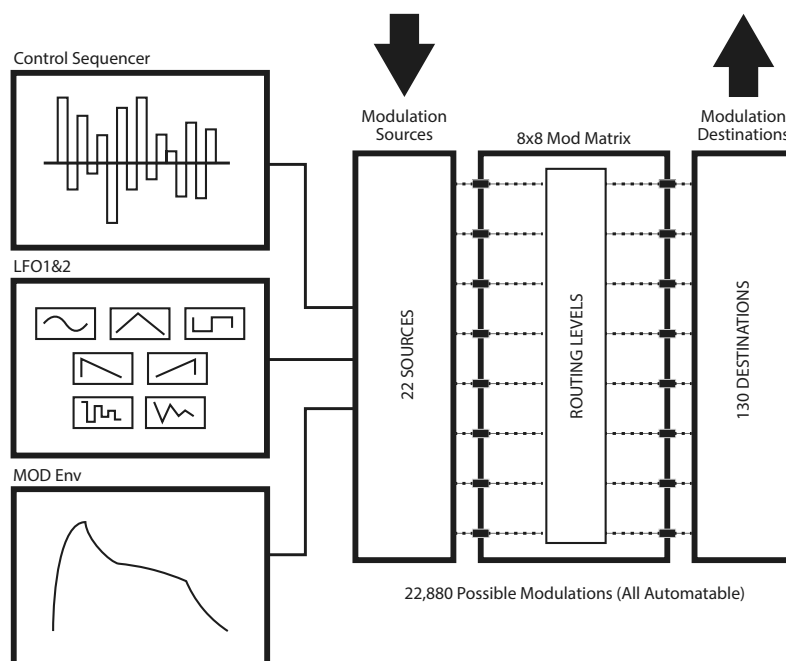 Control Sequencer
Modulation
Sources
8x8 Mod Matrix
Modulation
Destinations
LFO1&2
22 SOURCES
ROUTING LEVELS
130 DESTINATIONS
MOD Env
22,880 Possible Modulations (All Automatable)